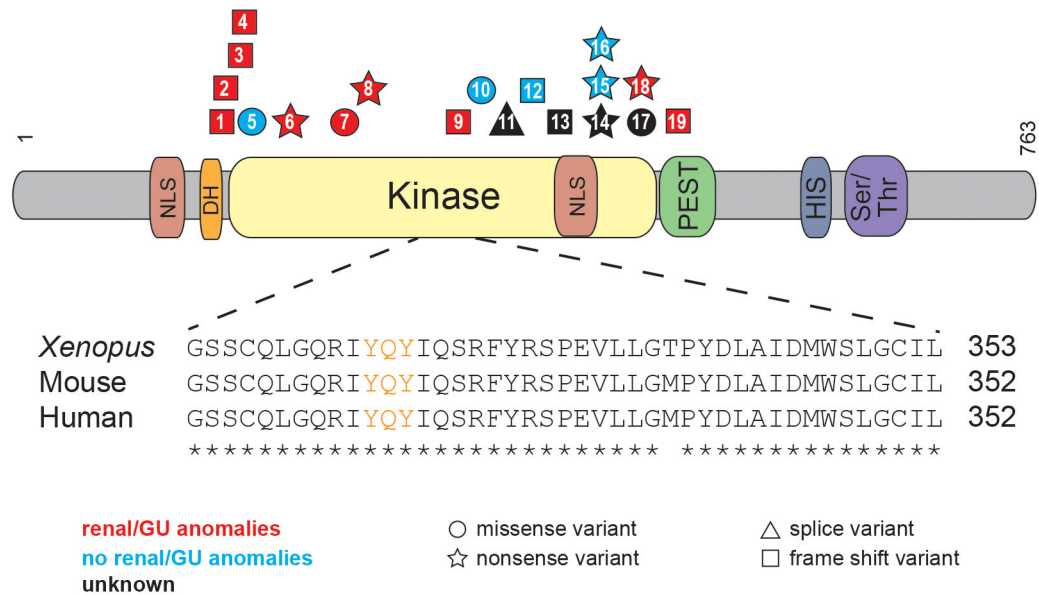 4
3
2 8 10 12 15 16 18
1 5 6 7 9 11 13 14 17 19
1
763
NLS DH Kinase NLS PEST HIS Ser/
Thr
Xenopus GSSCQLGQRIYQYIQSRFYRSPEVLLGTPYDLAIDMWSLGCIL 353
Mouse GSSCQLGQRIYQYIQSRFYRSPEVLLGMPYDLAIDMWSLGCIL 352
Human GSSCQLGQRIYQYIQSRFYRSPEVLLGMPYDLAIDMWSLGCIL 352
*************************** ***************
renal/GU anomalies ○ missense variant △ splice variant
no renal/GU anomalies ☆ nonsense variant □ frame shift variant
unknown